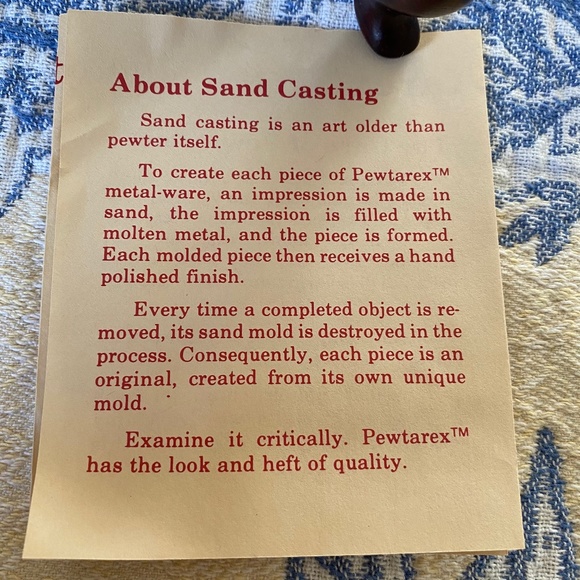 About Sand Casting
Sand casting is an art older than
pewter itself.
To create each piece of Pewtarex™
metal-ware, an impression is made in
sand, the impression is filled with
molten metal, and the piece is formed.
Each molded piece then receives a hand
polished finish.
Every time a completed object is re-
moved, its sand mold is destroyed in the
process. Consequently, each piece is an
original, created from its own unique
mold.
Examine it critically. Pewtarex™
has the look and heft of quality.